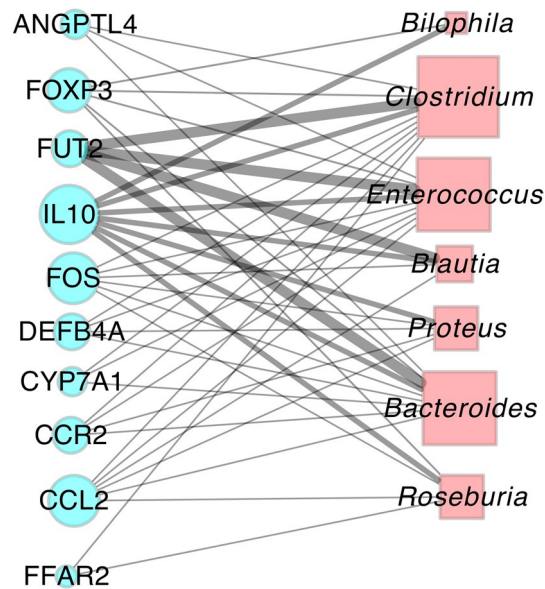 ANGPTL4
FOXP3
FUT2
IL10
FOS
DEFB4A
CYP7A1
CCR2
CCL2
FFAR2
Bilophila
Clostridium
Enterococcus
Blautia
Proteus
Bacteroides
Roseburia